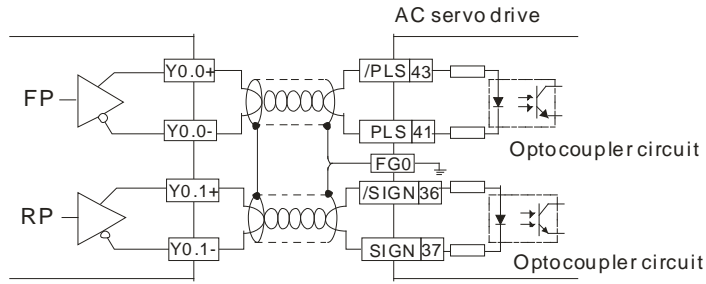 AC servo drive
FP
Y0.0+
/PLS 43
Y0.0-
PLS 41
Optocoupler circuit
FG0
RP
Y0.1+
/SIGN 36
Y0.1-
SIGN 37
Optocoupler circuit